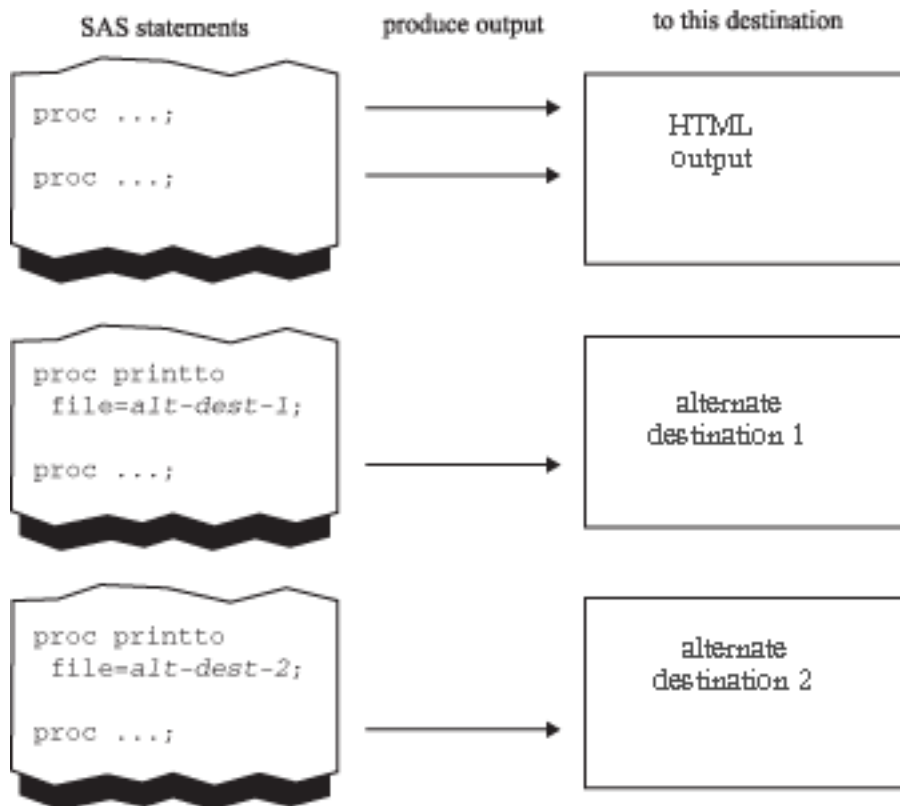 SAS statements
produce output
to this destination
proc ...;
proc ...;
HTML
output
proc printto
file=alt-dest-1;
proc ...;
alternate
destination 1
proc printto
file=alt-dest-2;
proc ...;
alternate
destination 2